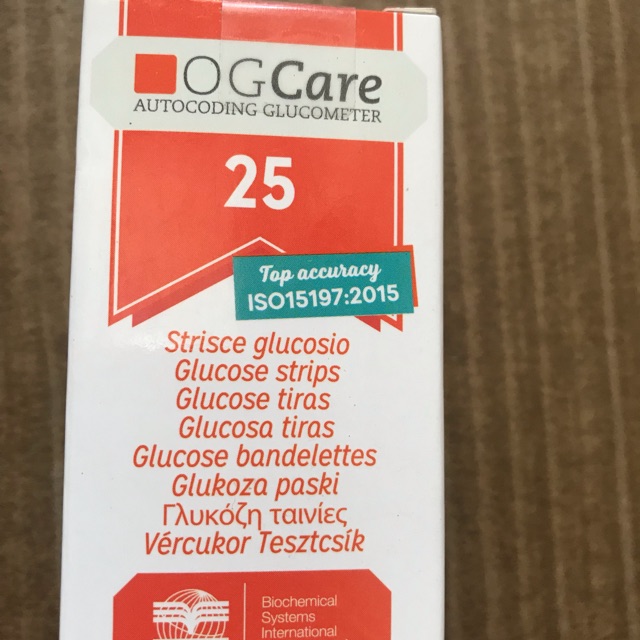 OGCare
AUTOCODING GLUCOMETER
25
Top accuracy
ISO15197:2015
Strisce glucosio
Glucose strips
Glucose tiras
Glucosa tiras
Glucose bandelettes
Glukoza paski
Γλυκόζη ταινίες
Vércukor Tesztcsík
Biochemical
Systems
International